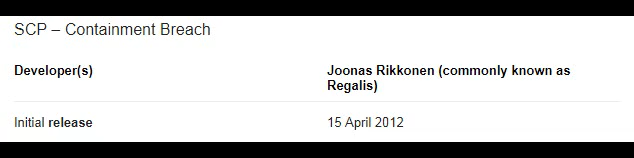 SCP – Containment Breach
Developer(s) Joonas Rikkonen (commonly known as
Regalis)
Initial release 15 April 2012